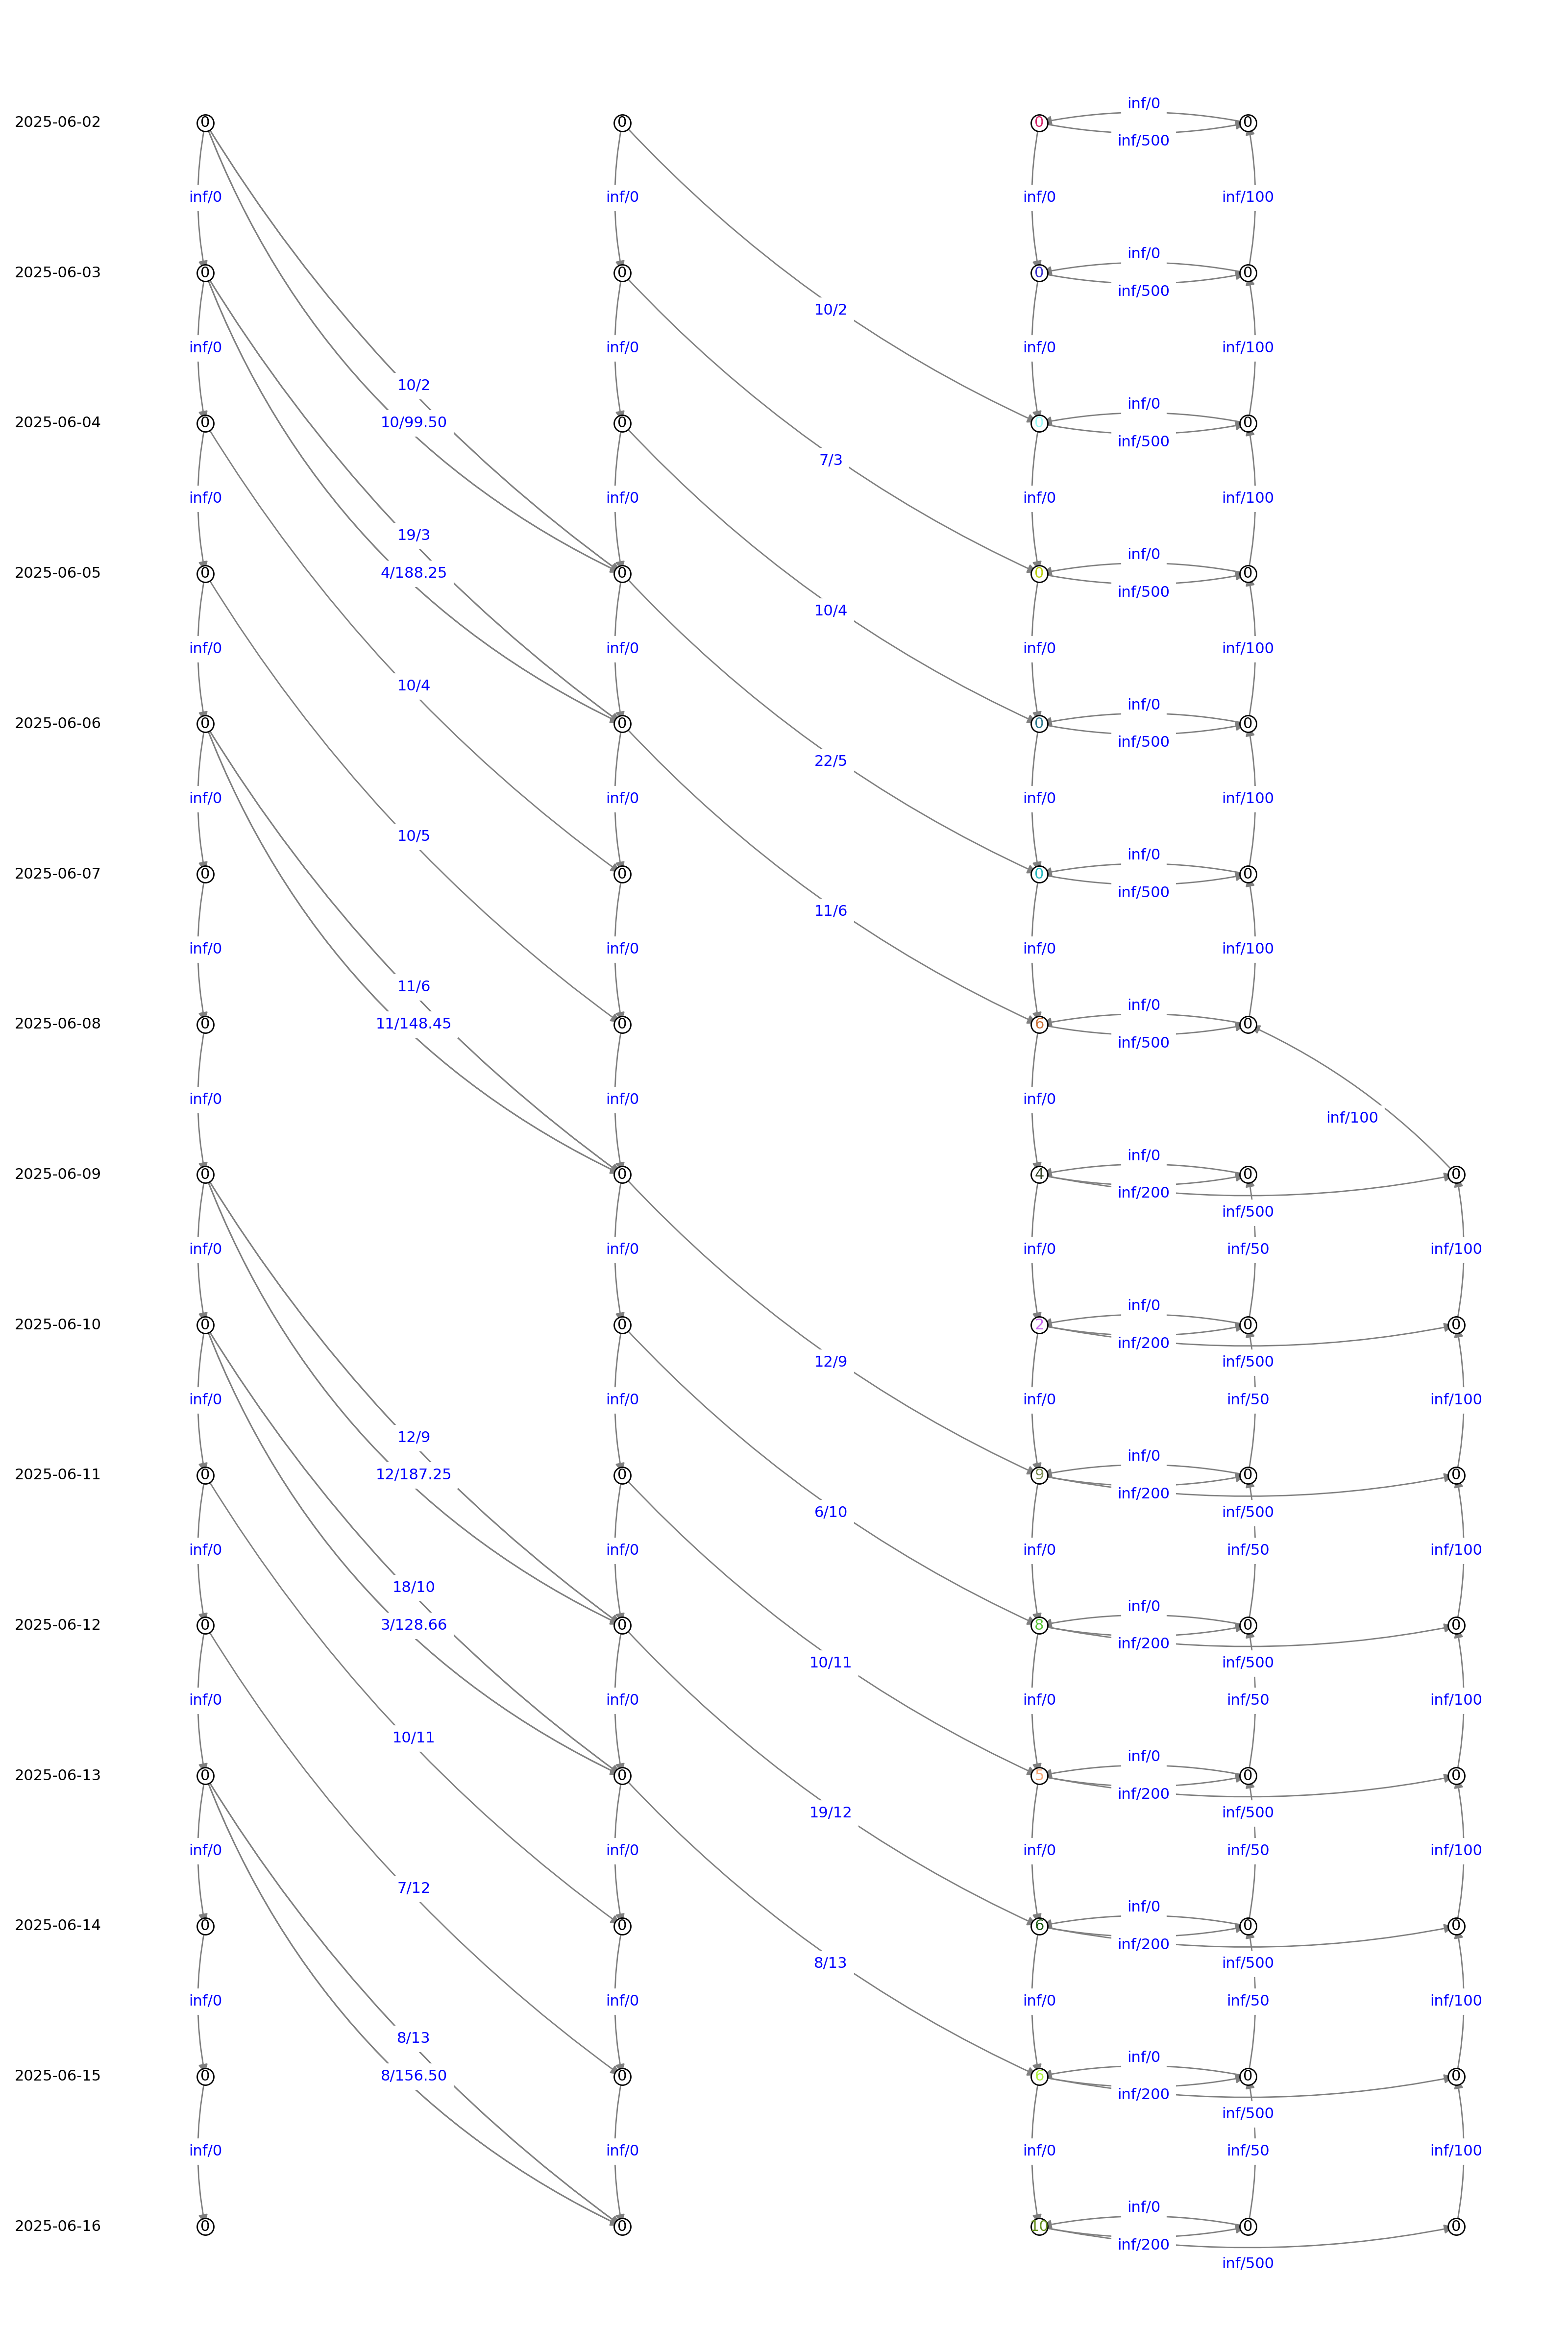 inf/0
2025-06-02 0 0 0 0
inf/500
inf/0 inf/0 inf/0 inf/100
inf/0
2025-06-03 0 0 0 0
inf/500
10/2
inf/0 inf/0 inf/0 inf/100
10/2
inf/0
2025-06-04 0 10/99.50 0 0
inf/500
7/3
inf/0 inf/0 inf/0 inf/100
19/3
inf/0
2025-06-05 0 4/188.25 0 0 0
inf/500
10/4
inf/0 inf/0 inf/0 inf/100
10/4
inf/0
2025-06-06 0 0 0 0
inf/500
22/5
inf/0 inf/0 inf/0 inf/100
10/5
inf/0
2025-06-07 0 0 0 0
inf/500
11/6
inf/0 inf/0 inf/0 inf/100
11/6
inf/0
2025-06-08 0 11/148.45 0 6 0
inf/500
inf/0 inf/0 inf/0
inf/100
inf/0
2025-06-09 0 0 4 0 0
inf/200
inf/500
inf/0 inf/0 inf/0 inf/50 inf/100
inf/0
2025-06-10 0 0 2 0 0
inf/200
12/9 inf/500
inf/0 inf/0 inf/0 inf/50 inf/100
12/9
inf/0
2025-06-11 0 12/187.25 0 9 0 0
inf/200
6/10 inf/500
inf/0 inf/0 inf/0 inf/50 inf/100
18/10
inf/0
2025-06-12 0 3/128.66 0 8 0 0
inf/200
10/11 inf/500
inf/0 inf/0 inf/0 inf/50 inf/100
10/11
inf/0
2025-06-13 0 0 5 0 0
inf/200
19/12 inf/500
inf/0 inf/0 inf/0 inf/50 inf/100
7/12
inf/0
2025-06-14 0 0 6 0 0
inf/200
8/13 inf/500
inf/0 inf/0 inf/0 inf/50 inf/100
8/13
inf/0
2025-06-15 0 8/156.50 0 6 0 0
inf/200
inf/500
inf/0 inf/0 inf/0 inf/50 inf/100
inf/0
2025-06-16 0 0 10 0 0
inf/200
inf/500